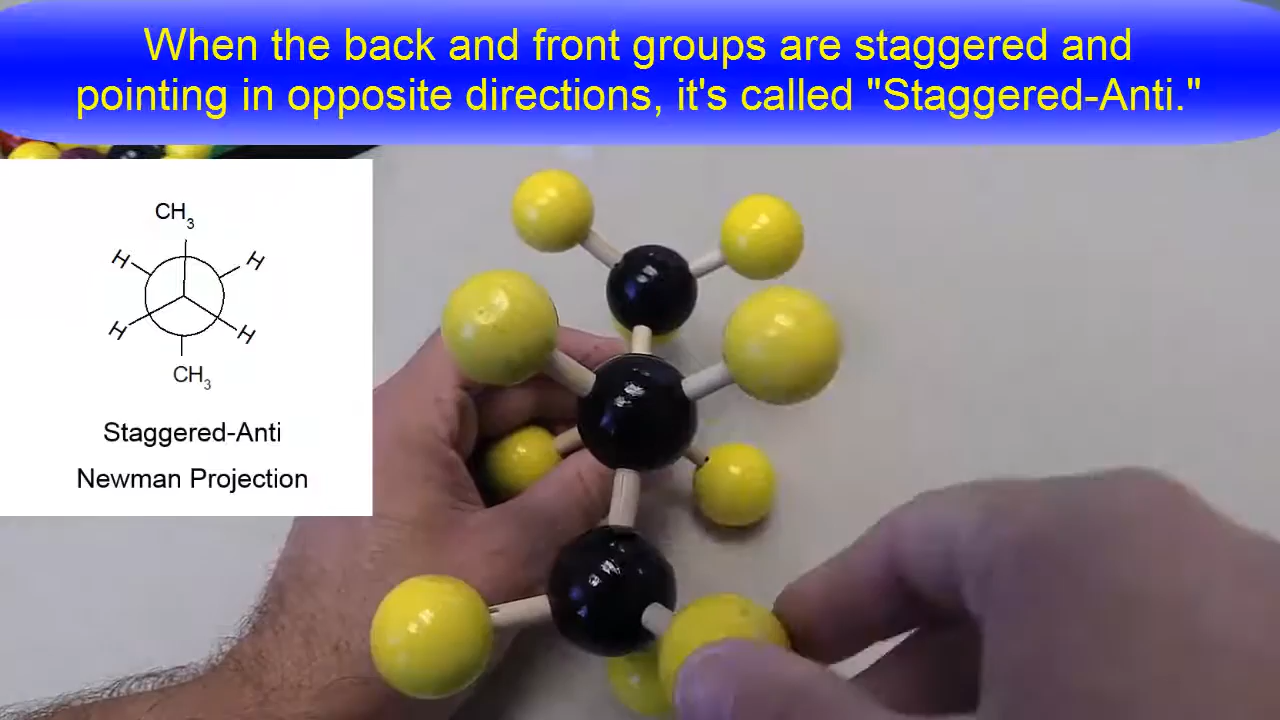 When the back and front groups are staggered and
pointing in opposite directions, it's called "Staggered-Anti."
CH3
H H
H H
CH3
Staggered-Anti
Newman Projection